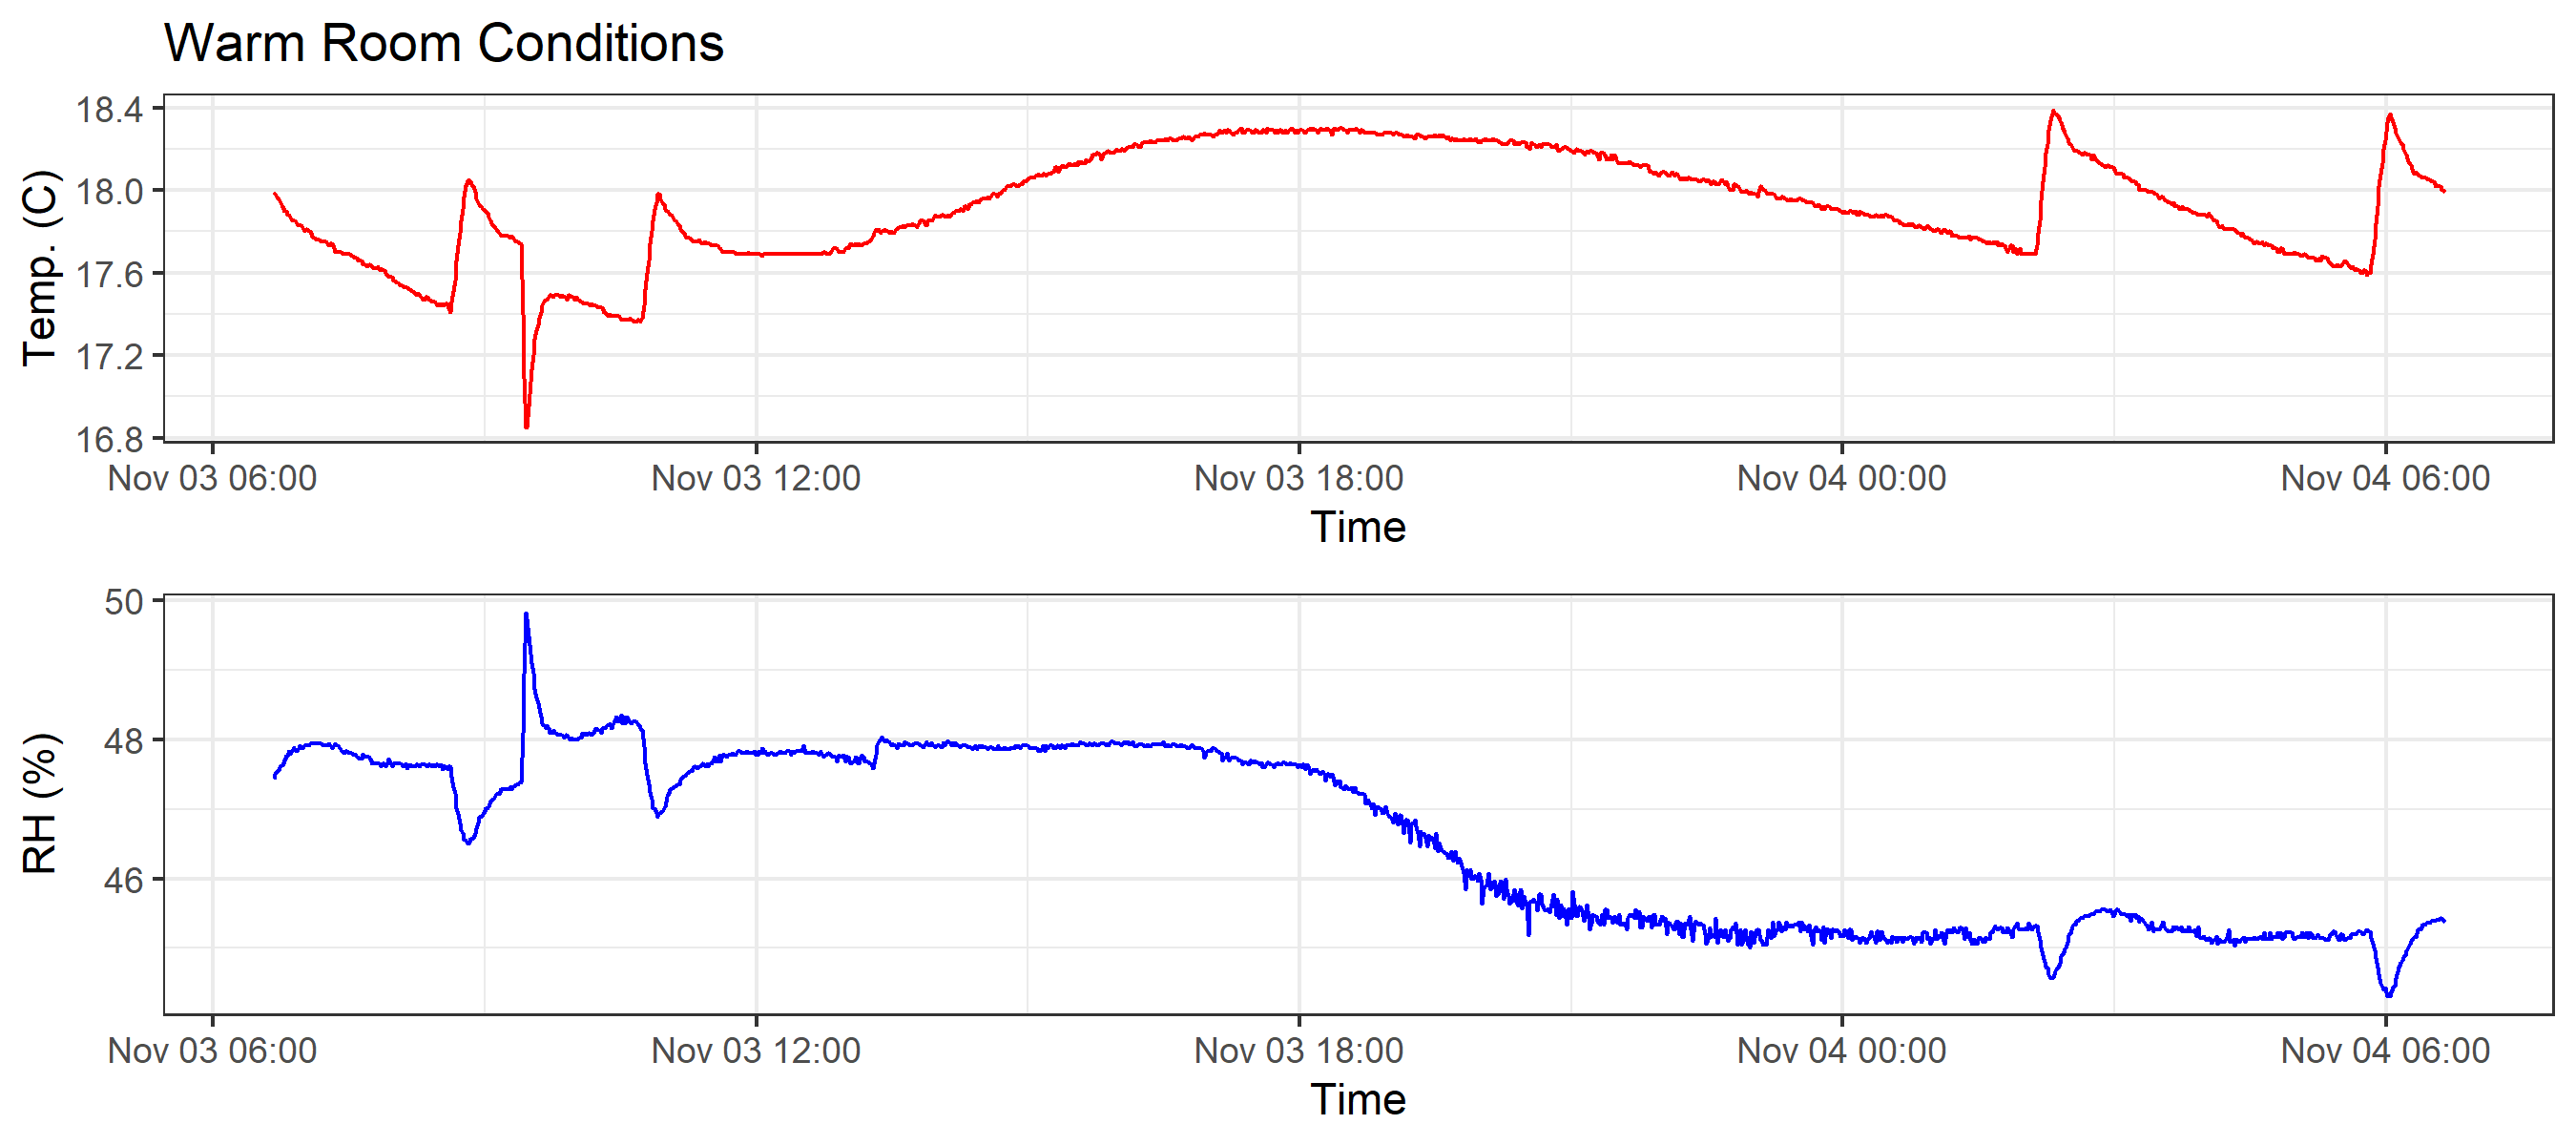 Warm Room Conditions
Temp. (C)
18.4
18.0
17.6
17.2
16.8
Nov 03 06:00 Nov 03 12:00 Nov 03 18:00 Nov 04 00:00 Nov 04 06:00
Time
RH (%)
50
48
46
Nov 03 06:00 Nov 03 12:00 Nov 03 18:00 Nov 04 00:00 Nov 04 06:00
Time